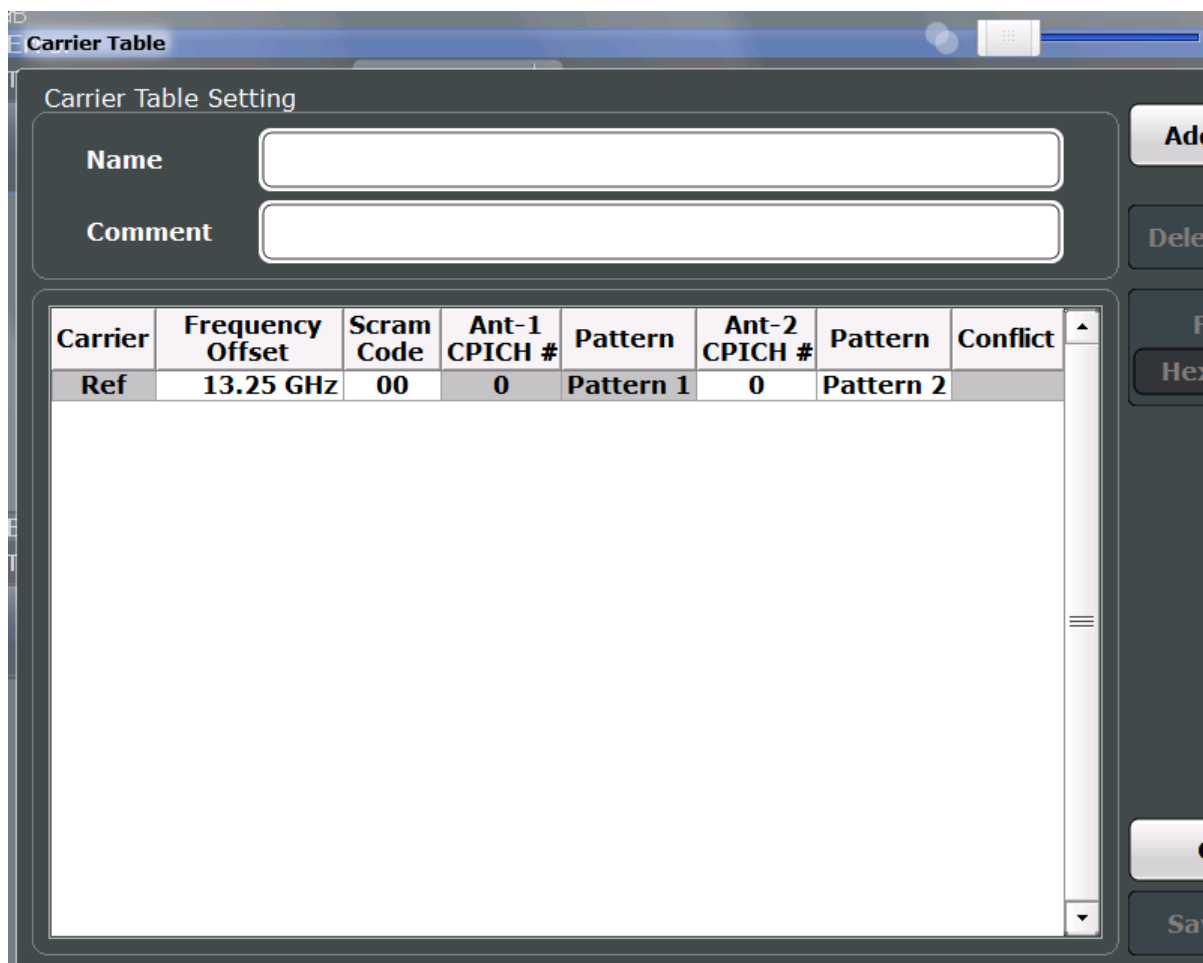 Carrier Table
Carrier Table Setting
Name
Comment
Carrier Frequency Offset Scram Code Ant-1 CPICH # Pattern Ant-2 CPICH # Pattern Conflict
Ref 13.25 GHz 00 0 Pattern 1 0 Pattern 2